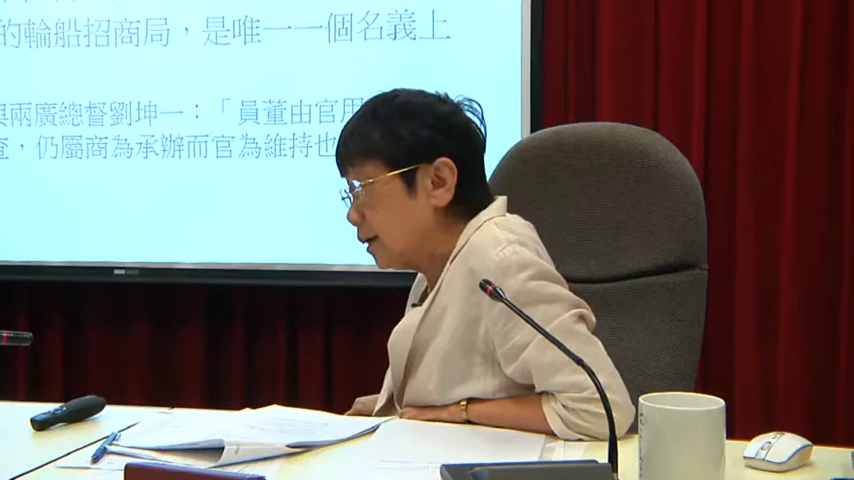 的輪船招商局，是唯一一個名義上
與兩廣總督劉坤一：「員董由官用
查，仍屬商為承辦而官為維持也